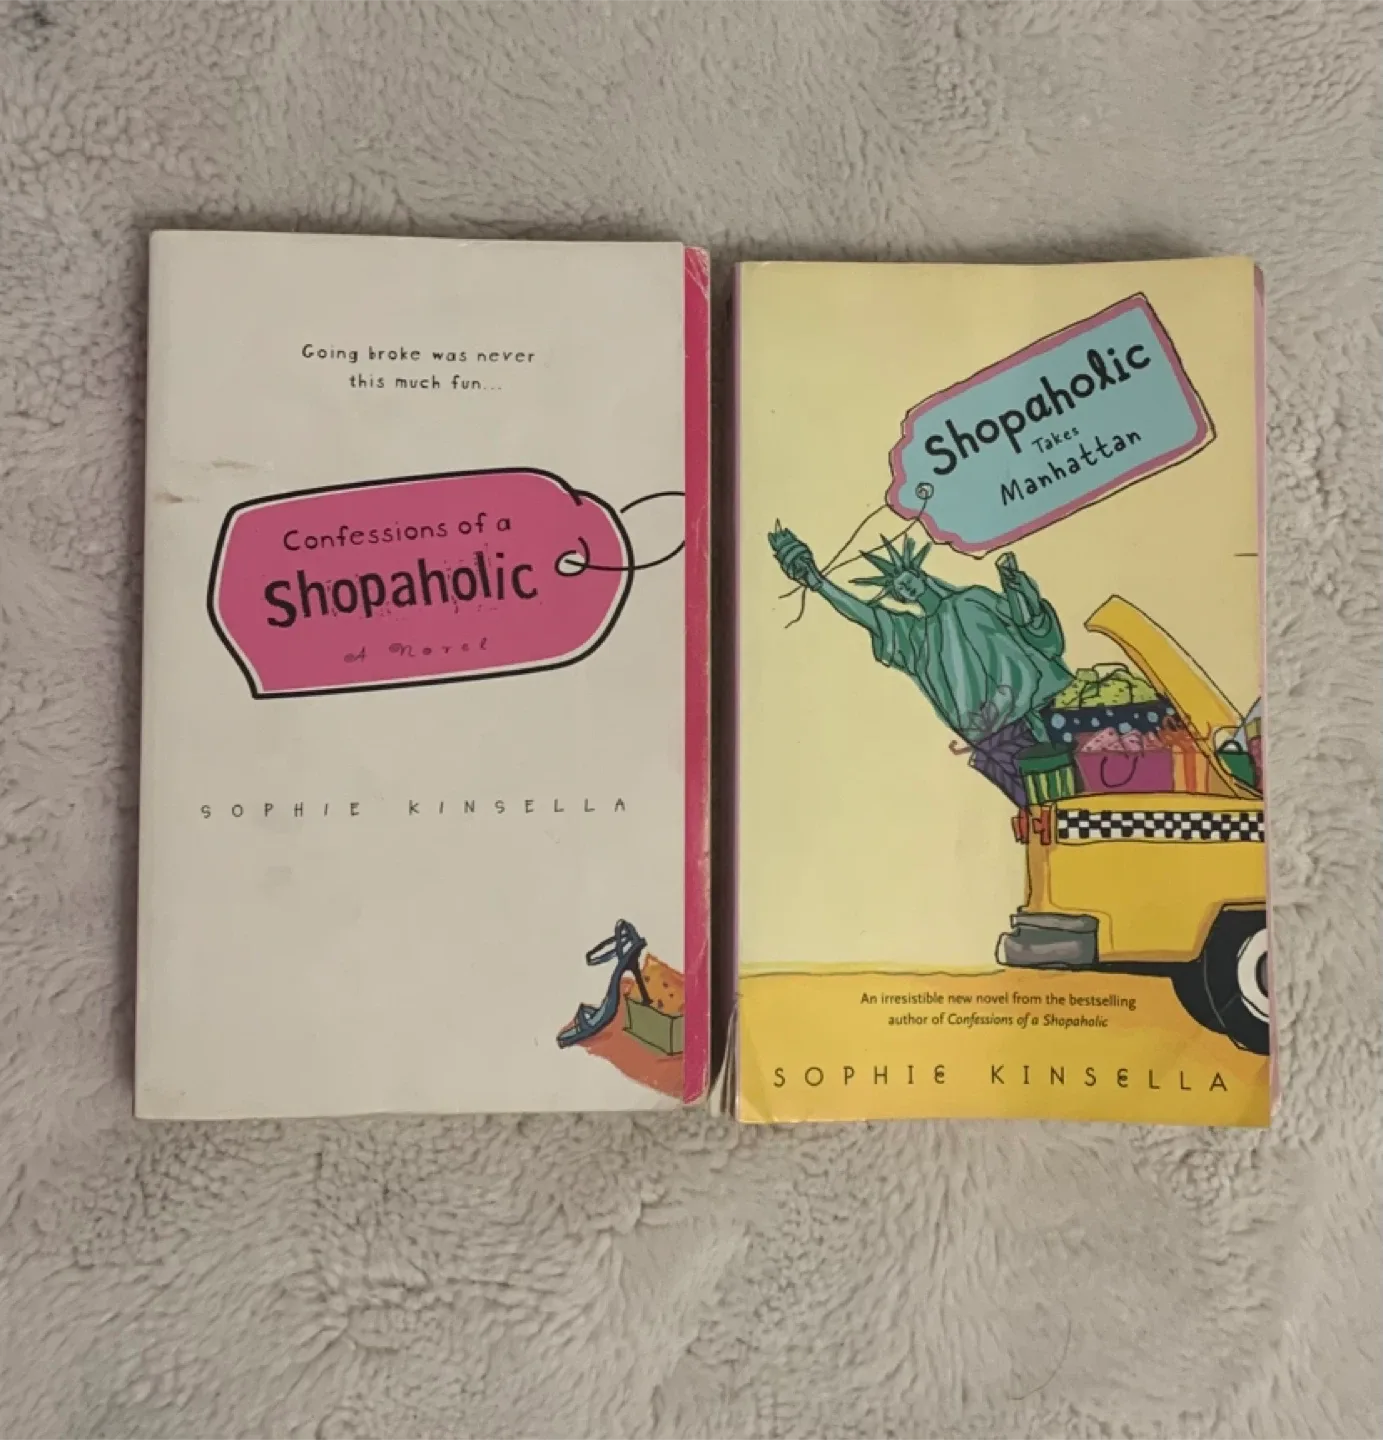 Going broke was never
this much fun...
Confessions of a
Shopaholic
A Novel
SOPHIE KINSELLA
Shopaholic
Takes
Manhattan
An irresistible new novel from the bestselling
author of Confessions of a Shopaholic
SOPHIE KINSELLA